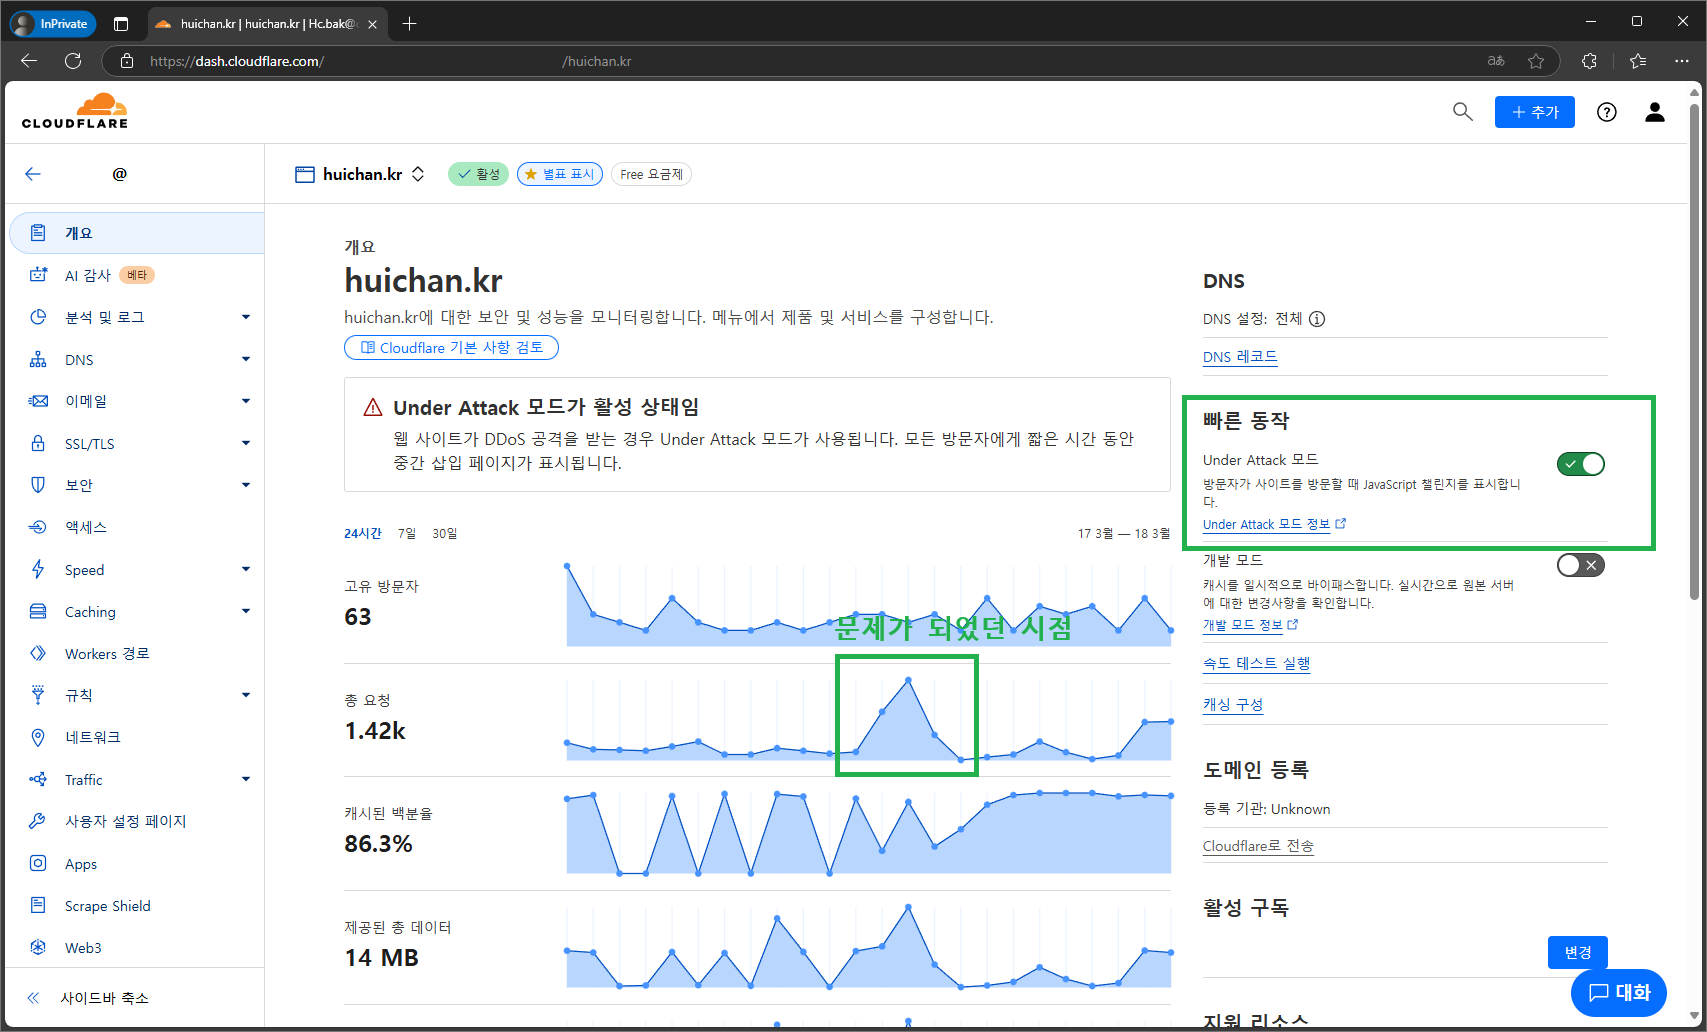 InPrivate
huichan.kr | huichan.kr | Hc.bak@
https://dash.cloudflare.com/ /huichan.kr
aあ
CLOUDFLARE
+ 추가
@
huichan.kr
활성
별표 표시
Free 요금제
개요
AI 감사 베타
분석 및 로그
DNS
이메일
SSL/TLS
보안
액세스
Speed
Caching
Workers 경로
규칙
네트워크
Traffic
사용자 설정 페이지
Apps
Scrape Shield
Web3
사이드바 축소
개요
huichan.kr
huichan.kr에 대한 보안 및 성능을 모니터링합니다. 메뉴에서 제품 및 서비스를 구성합니다.
Cloudflare 기본 사항 검토
Under Attack 모드가 활성 상태임
웹 사이트가 DDoS 공격을 받는 경우 Under Attack 모드가 사용됩니다. 모든 방문자에게 짧은 시간 동안
중간 삽입 페이지가 표시됩니다.
24시간 7일 30일
17 3월 — 18 3월
고유 방문자
63
문제가 되었던 시점
총 요청
1.42k
캐시된 백분율
86.3%
제공된 총 데이터
14 MB
DNS
DNS 설정: 전체
DNS 레코드
빠른 동작
Under Attack 모드
방문자가 사이트를 방문할 때 JavaScript 챌린지를 표시합니
다.
Under Attack 모드 정보
개발 모드
캐시를 일시적으로 바이패스합니다. 실시간으로 원본 서버
에 대한 변경사항을 확인합니다.
개발 모드 정보
속도 테스트 실행
캐싱 구성
도메인 등록
등록 기관: Unknown
Cloudflare로 전송
활성 구독
변경
대화
지원 리소스